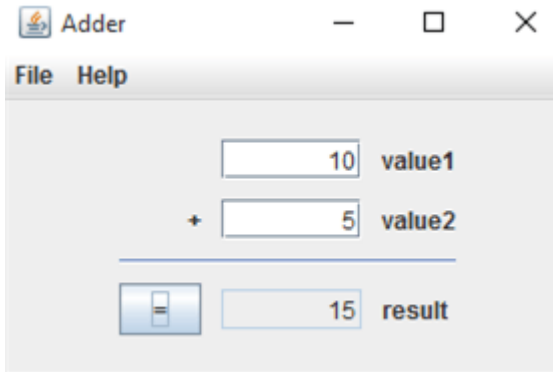 Adder
File Help
10 value1
+ 5 value2
= 15 result